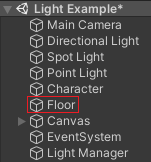 Light Example*
Main Camera
Directional Light
Spot Light
Point Light
Character
Floor
Canvas
EventSystem
Light Manager